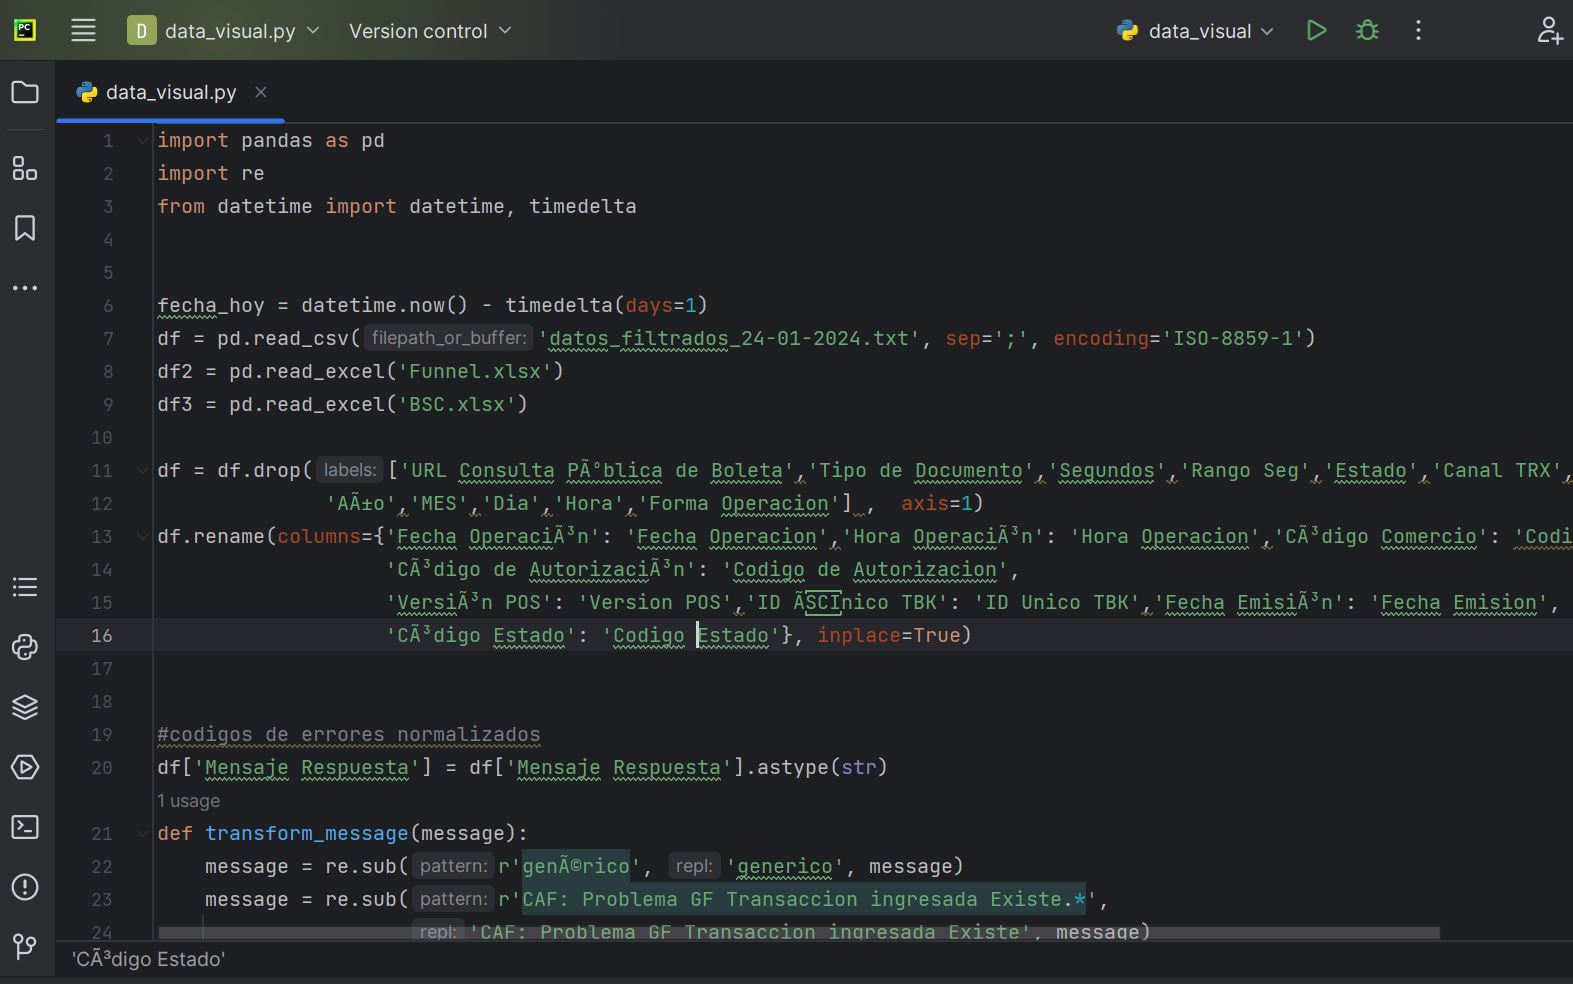 PC
D data_visual.py Version control data_visual
data_visual.py
1 import pandas as pd
2 import re
3 from datetime import datetime, timedelta
4
5
6 fecha_hoy = datetime.now() - timedelta(days=1)
7 df = pd.read_csv( filepath_or_buffer: 'datos_filtrados_24-01-2024.txt', sep=';', encoding='ISO-8859-1')
8 df2 = pd.read_excel('Funnel.xlsx')
9 df3 = pd.read_excel('BSC.xlsx')
10
11 df = df.drop( labels: ['URL Consulta PÃºblica de Boleta','Tipo de Documento','Segundos','Rango Seg','Estado','Canal TRX',
12 'AÃ±o','MES','Dia','Hora','Forma Operacion'] , axis=1)
13 df.rename(columns={'Fecha OperaciÃ³n': 'Fecha Operacion','Hora OperaciÃ³n': 'Hora Operacion','CÃ³digo Comercio': 'Codi
14 'CÃ³digo de AutorizaciÃ³n': 'Codigo de Autorizacion',
15 'VersiÃ³n POS': 'Version POS','ID ÃSCInico TBK': 'ID Unico TBK','Fecha EmisiÃ³n': 'Fecha Emision',
16 'CÃ³digo Estado': 'Codigo Estado'}, inplace=True)
17
18
19 #codigos de errores normalizados
20 df['Mensaje Respuesta'] = df['Mensaje Respuesta'].astype(str)
1 usage
21 def transform_message(message):
22 message = re.sub( pattern: r'genÃ©rico', repl: 'generico', message)
23 message = re.sub( pattern: r'CAF: Problema GF Transaccion ingresada Existe.*',
24 repl: 'CAF: Problema GF Transaccion ingresada Existe', message)
'CÃ³digo Estado'